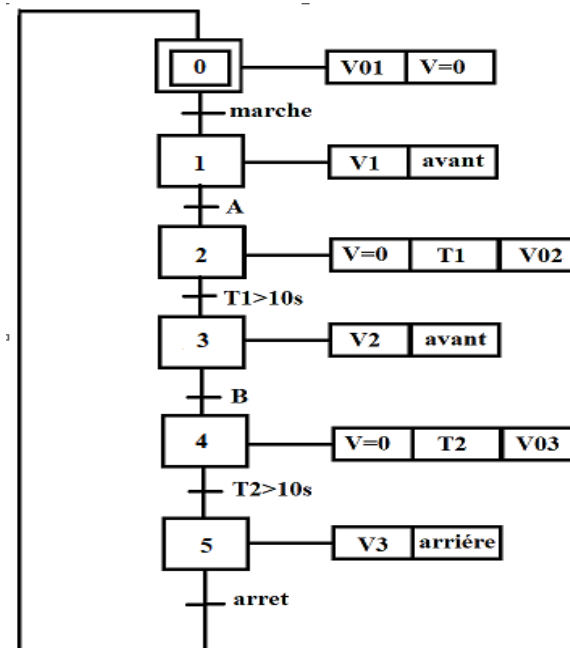 0 V01 V=0
marche
1 V1 avant
A
2 V=0 T1 V02
T1>10s
3 V2 avant
B
4 V=0 T2 V03
T2>10s
5 V3 arriére
arret